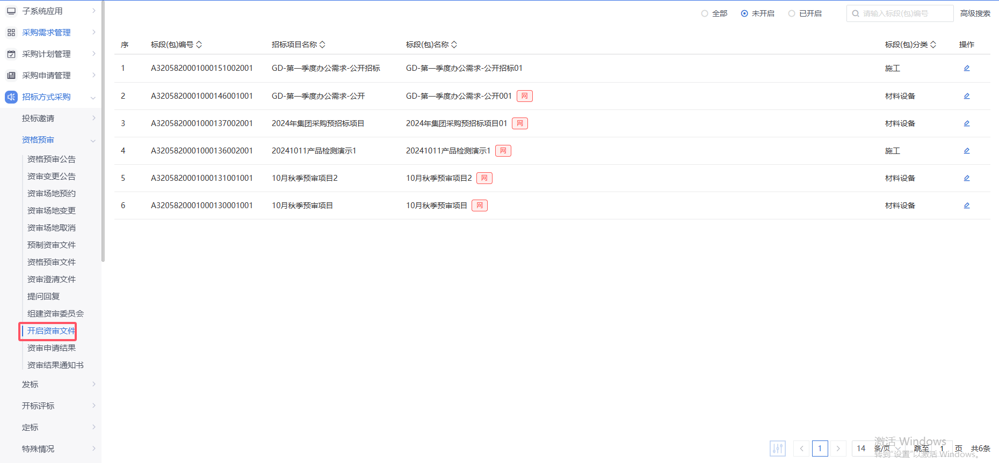 子系统应用
采购需求管理
采购计划管理
采购申请管理
招标方式采购
投标邀请
资格预审
资格预审公告
资审变更公告
资审场地预约
资审场地变更
资审场地取消
预制资审文件
资格预审文件
资审澄清文件
提问回复
组建资审委员会
开启资审文件
资审申请结果
资审结果通知书
发标
开标评标
定标
特殊情况
全部 未开启 已开启 请输入标段(包)编号 高级搜索
序 标段(包)编号 招标项目名称 标段(包)名称 标段(包)分类 操作
1 A3205820001000151002001 GD-第一季度办公需求-公开招标 GD-第一季度办公需求-公开招标01 施工
2 A3205820001000146001001 GD-第一季度办公需求-公开 GD-第一季度办公需求-公开001 网 材料设备
3 A3205820001000137002001 2024年集团采购预招标项目 2024年集团采购预招标项目01 网 材料设备
4 A3205820001000136002001 20241011产品检测演示1 20241011产品检测演示1 网 施工
5 A3205820001000131001001 10月秋季预审项目2 10月秋季预审项目2 网 材料设备
6 A3205820001000130001001 10月秋季预审项目 10月秋季预审项目 网 材料设备
1 14 条/页 跳至 1 页 共6条
激活 Windows
转到"设置"以激活 Windows。